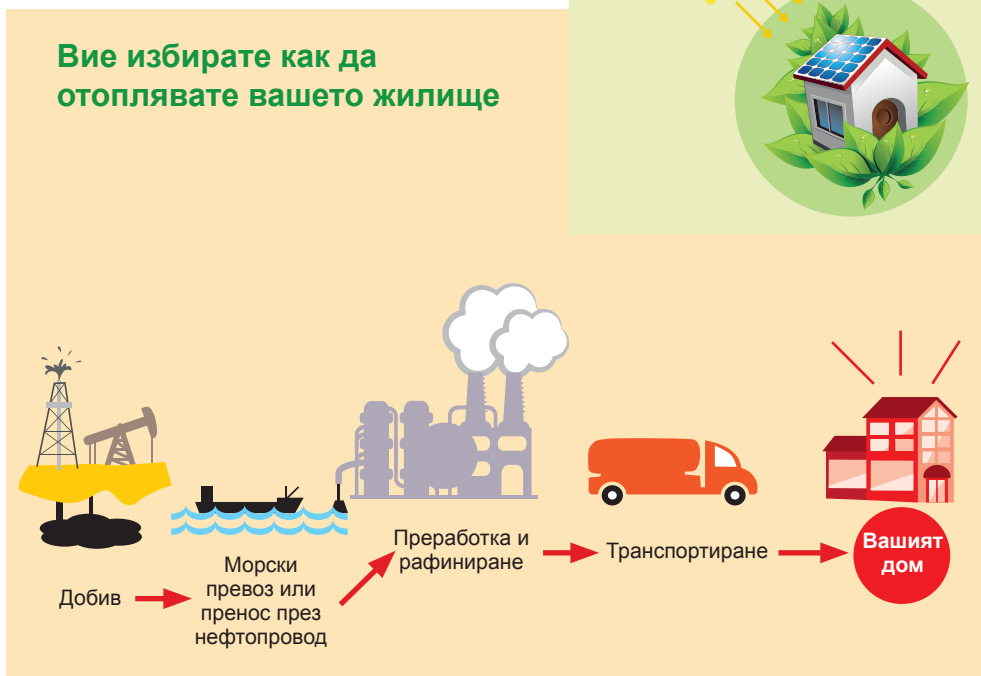 Вие избирате как да
отоплявате вашето жилище
Добив
Морски
превоз или
пренос през
нефтопровод
Преработка и
рафиниране
Транспортиране
Вашият
дом